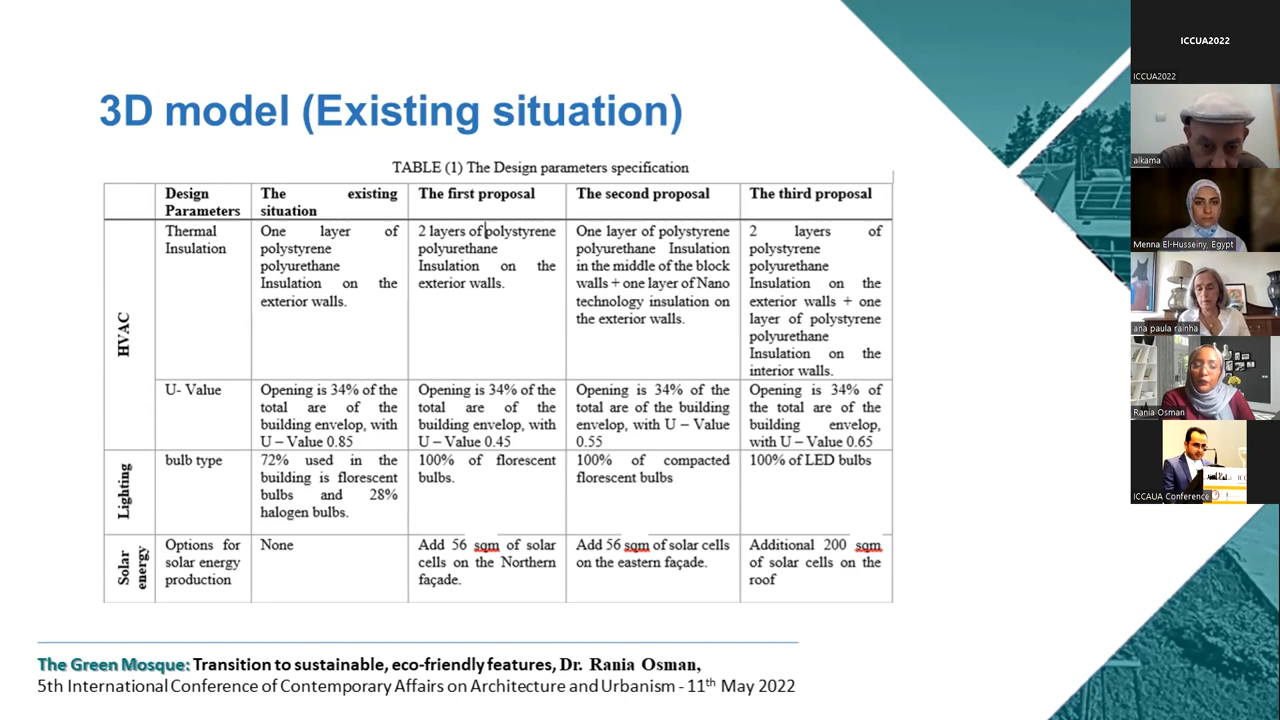 3D model (Existing situation)
TABLE (1) The Design parameters specification
Design
Parameters
The existing
situation
The first proposal
The second proposal
The third proposal
HVAC
Thermal
Insulation
One layer of
polystyrene
polyurethane
Insulation on the
exterior walls.
2 layers of polystyrene
polyurethane
Insulation on the
exterior walls.
One layer of polystyrene
polyurethane Insulation
in the middle of the block
walls + one layer of Nano
technology insulation on
the exterior walls.
2 layers of
polystyrene
polyurethane
Insulation on the
exterior walls + one
layer of polystyrene
polyurethane
Insulation on the
interior walls.
U- Value
Opening is 34% of the
total are of the
building envelop, with
U – Value 0.85
Opening is 34% of the
total are of the
building envelop, with
U – Value 0.45
Opening is 34% of the
total are of the building
envelop, with U – Value
0.55
Opening is 34% of
the total are of the
building envelop,
with U – Value 0.65
Lighting
bulb type
72% used in the
building is florescent
bulbs and 28%
halogen bulbs.
100% of florescent
bulbs.
100% of compacted
florescent bulbs
100% of LED bulbs
Solar
energy
Options for
solar energy
production
None
Add 56 sqm of solar
cells on the Northern
façade.
Add 56 sqm of solar cells
on the eastern façade.
Additional 200 sqm
of solar cells on the
roof
The Green Mosque: Transition to sustainable, eco-friendly features, Dr. Rania Osman,
5th International Conference of Contemporary Affairs on Architecture and Urbanism - 11th May 2022
ICCUA2022
ICCUA2022
alkama
Menna El-Husseiny, Egypt
ana paula rainha
Rania Osman
ICCAUA Conference